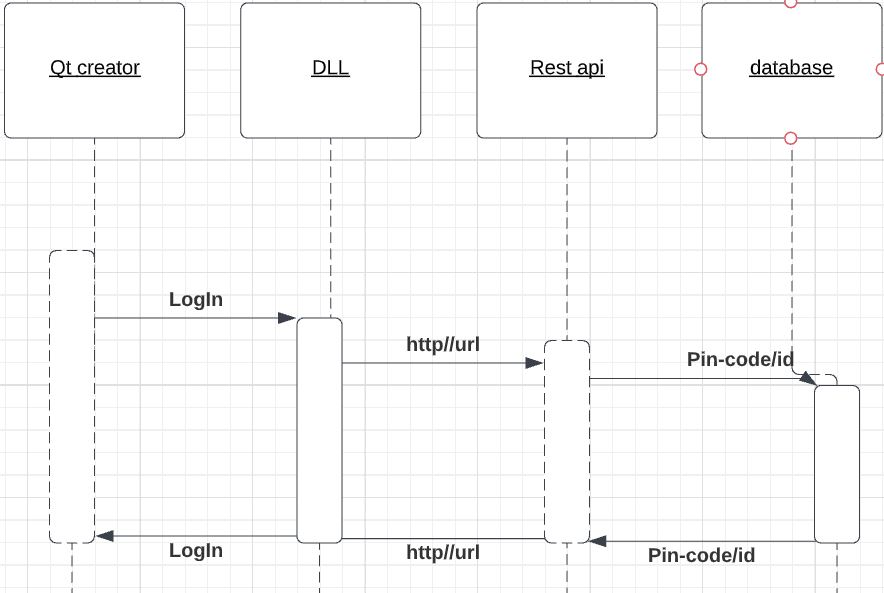 Qt creator
DLL
Rest api
database
LogIn
http//url
Pin-code/id
LogIn
http//url
Pin-code/id